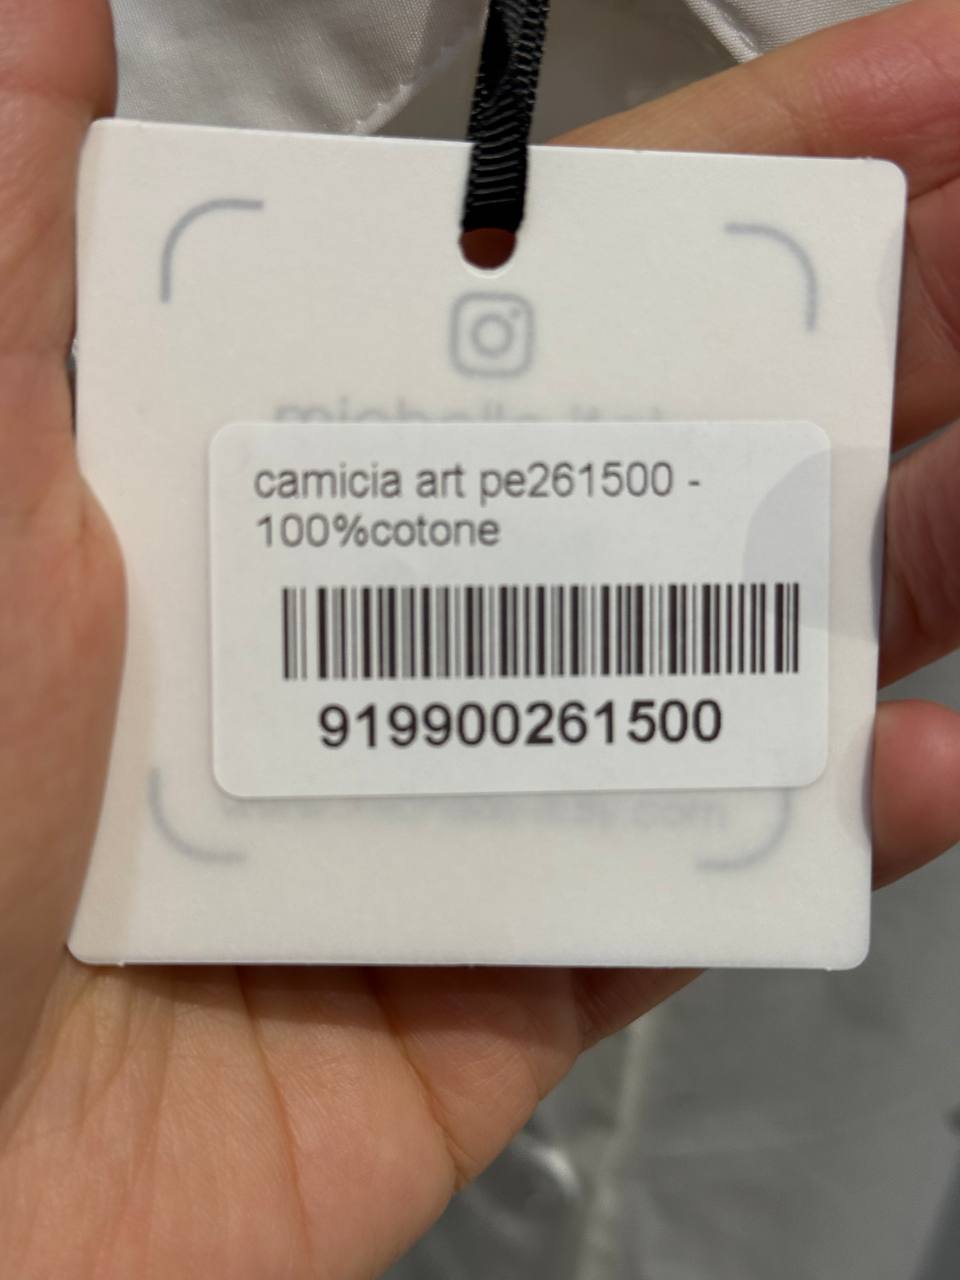 camicia art pe261500 -
100%cotone
919900261500